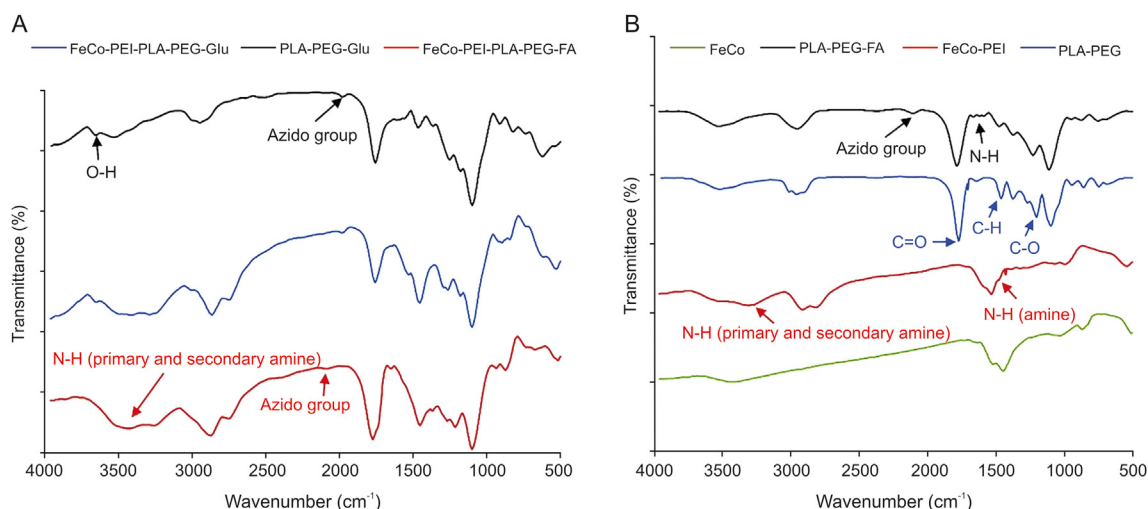 A
FeCo-PEI-PLA-PEG-Glu PLA-PEG-Glu FeCo-PEI-PLA-PEG-FA
Transmittance (%)
Azido group
O-H
N-H (primary and secondary amine)
Azido group
4000 3500 3000 2500 2000 1500 1000 500
Wavenumber (cm-1)
B
FeCo PLA-PEG-FA FeCo-PEI PLA-PEG
Transmittance (%)
Azido group
N-H
C=O
C-H
C-O
N-H (primary and secondary amine)
N-H
(amine)
4000 3500 3000 2500 2000 1500 1000 500
Wavenumber (cm-1)